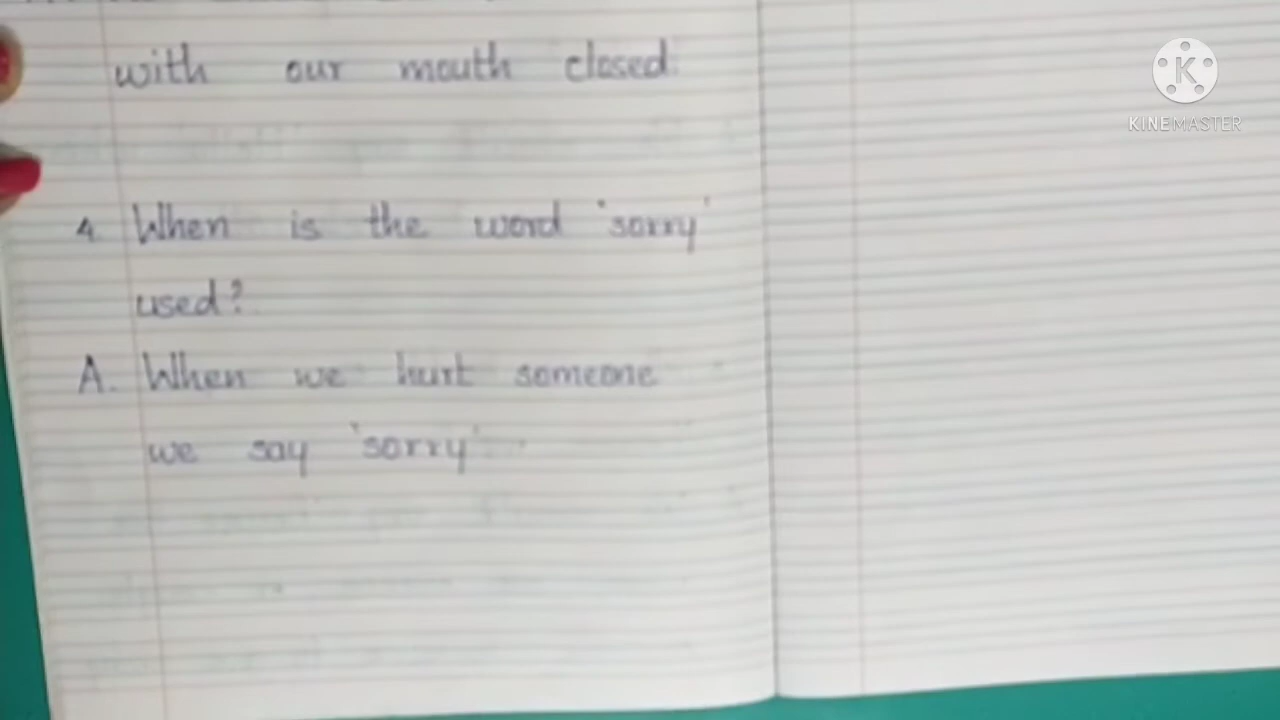 with our mouth closed.
4. When is the word 'sorry'
used?
A. When we hurt someone
we say 'sorry'
K
KINEMASTER